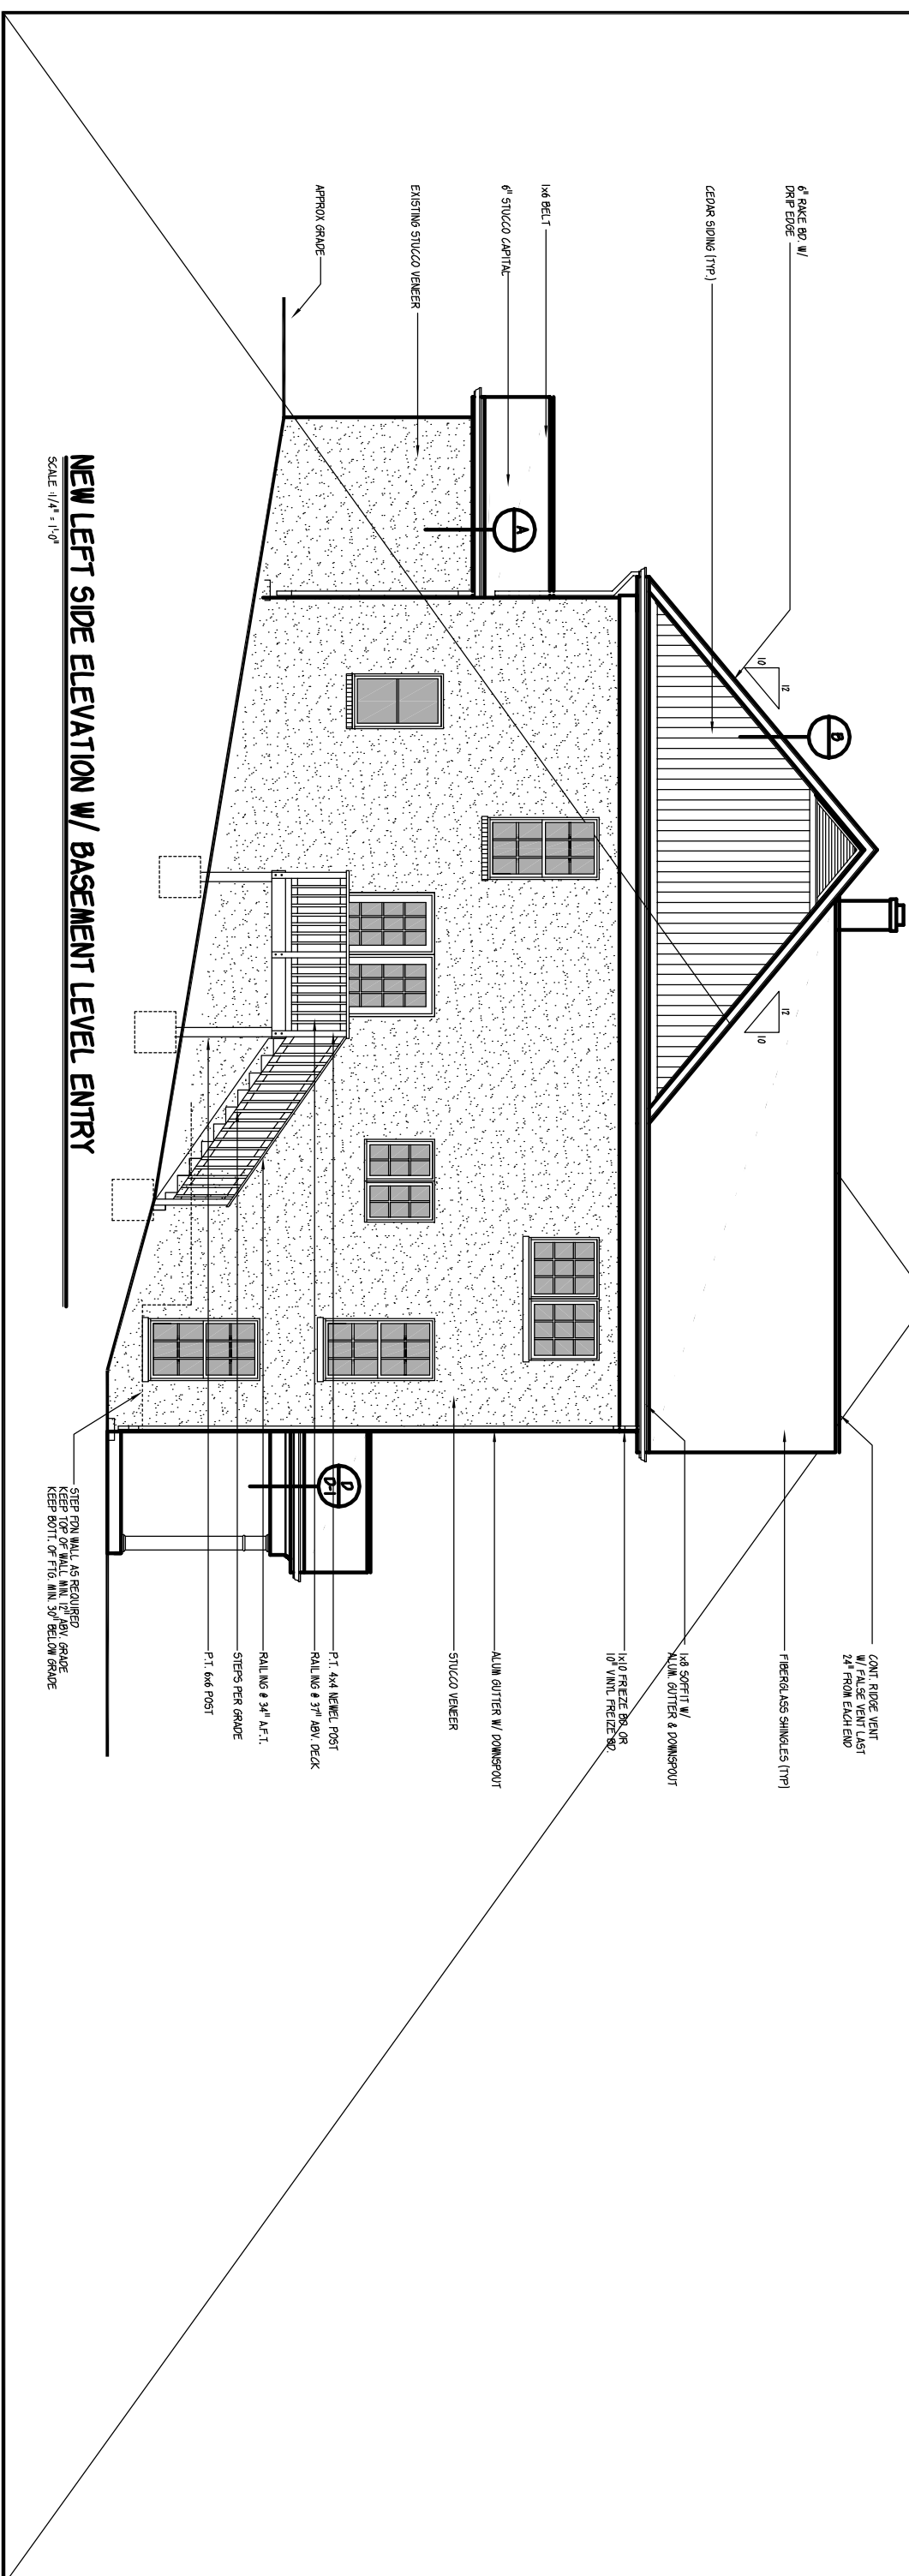 6" RAKE BD. W/
DRIP EDGE
CEDAR SIDING (TYP.)
1x6 BELT
6" STUCCO CAPITAL
EXISTING STUCCO VENEER
APPROX GRADE
10
12
B
A
12
10
D
D-1
CONT. RIDGE VENT
W/ FALSE VENT LAST
24" FROM EACH END
FIBERGLASS SHINGLES (TYP)
1x8 SOFFIT W/
ALUM. GUTTER & DOWNSPOUT
1x10 FRIEZE BD. OR
10" VINYL FREIZE BD.
ALUM GUTTER W/ DOWNSPOUT
STUCCO VENEER
P.T. 4x4 NEWEL POST
RAILING @ 37" ABV. DECK
RAILING @ 34" A.F.T.
STEPS PER GRADE
P.T. 6x6 POST
STEP FDN WALL AS REQUIRED
KEEP TOP OF WALL MIN. 12" ABV. GRADE
KEEP BOTT. OF FTG. MIN. 30" BELOW GRADE
NEW LEFT SIDE ELEVATION W/ BASEMENT LEVEL ENTRY
SCALE :1/4" = 1'-0"